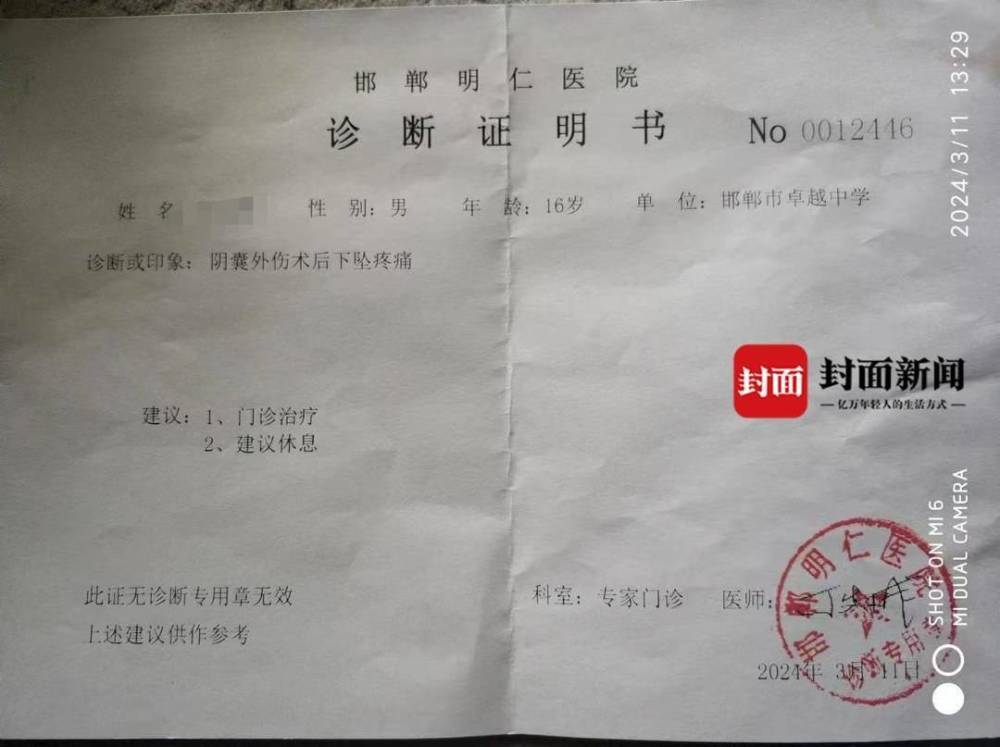 邯郸明仁医院
诊断证明书 No 0012446
姓 名 性 别：男 年 龄：16岁 单 位：邯郸市卓越中学
诊断或印象：阴囊外伤术后下坠疼痛
封面 封面新闻
亿万年轻人的生活方式
建议：1、门诊治疗
2、建议休息
此证无诊断专用章无效
科室：专家门诊 医师：
上述建议供作参考
2024年 3月 11日
邯郸明仁医院
诊断专用章
2024/3/11 13:29
SHOT ON MI 6
MI DUAL CAMERA